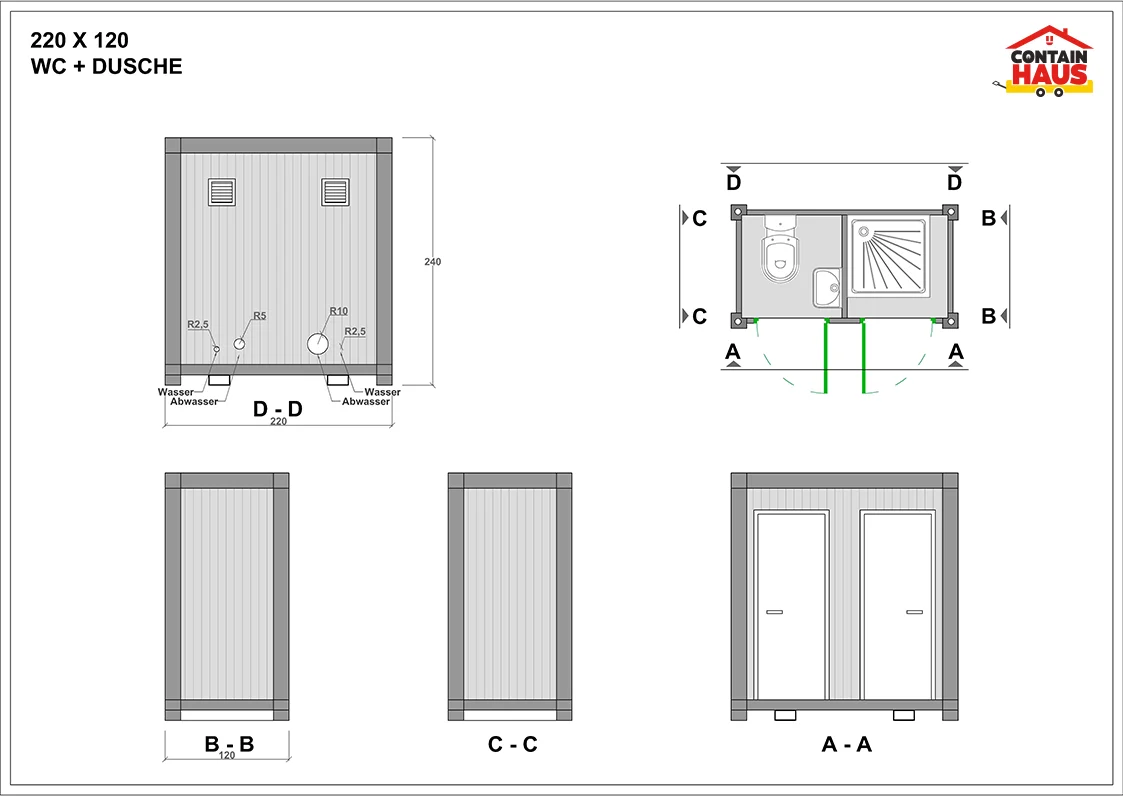 220 X 120
WC + DUSCHE
CONTAIN
HAUS
D D
C B
C B
A A
240
R2,5 R5 R10 R2,5
Wasser Wasser
Abwasser Abwasser
D - D
220
B - B
120
C - C
A - A